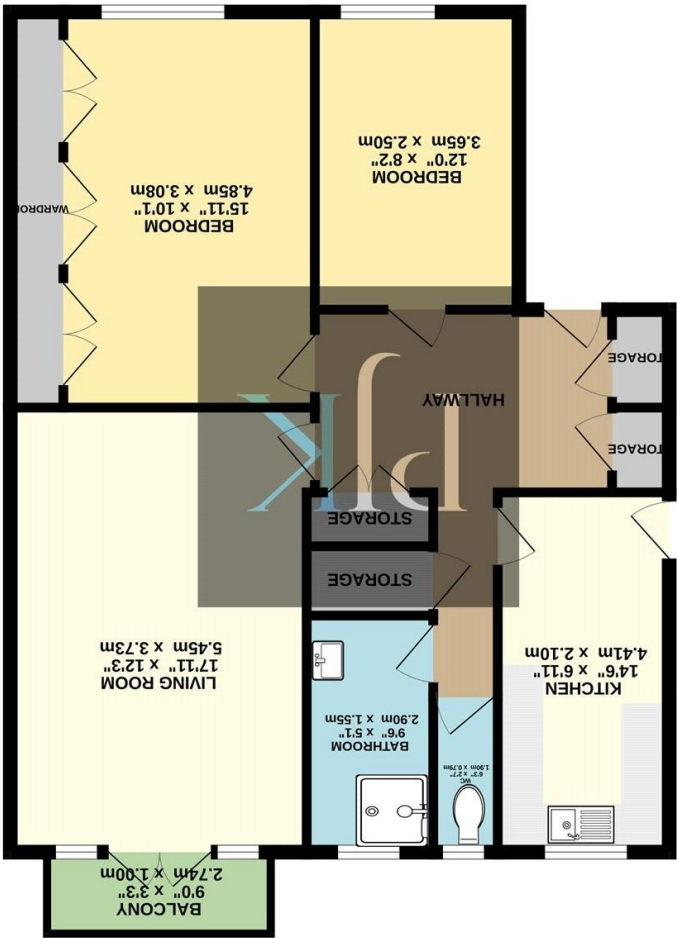 BALCONY
9'0" x 3'3"
2.74m x 1.00m
WC
6'3" x 2'7"
1.90m x 0.79m
BATHROOM
9'6" x 5'1"
2.90m x 1.55m
KITCHEN
14'6" x 6'11"
4.41m x 2.10m
LIVING ROOM
17'11" x 12'3"
5.45m x 3.73m
STORAGE
STORAGE
TORAGE
HALLWAY
TORAGE
BEDROOM
15'11" x 10'1"
4.85m x 3.08m
WARDRO
BEDROOM
12'0" x 8'2"
3.65m x 2.50m